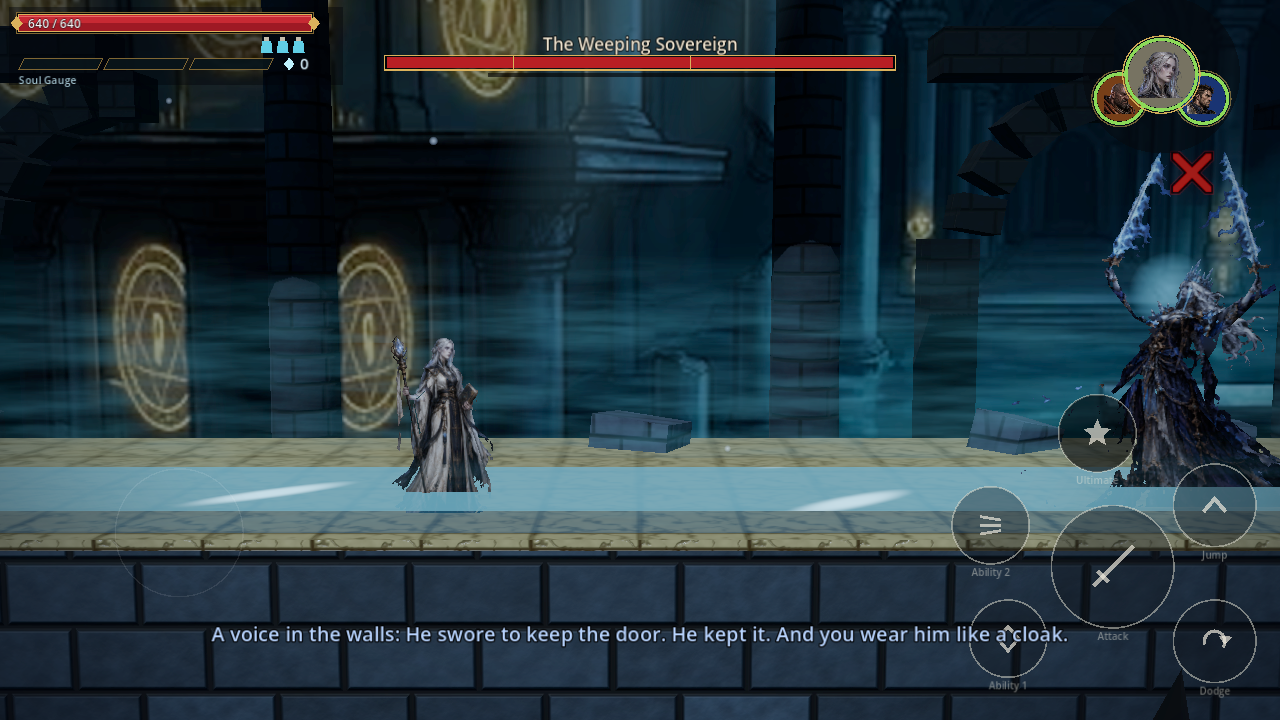 640 / 640
0
Soul Gauge
The Weeping Sovereign
Ultimate
Ability 2
Jump
A voice in the walls: He swore to keep the door. He kept it. And you wear him like a cloak.
Attack
Ability 1
Dodge